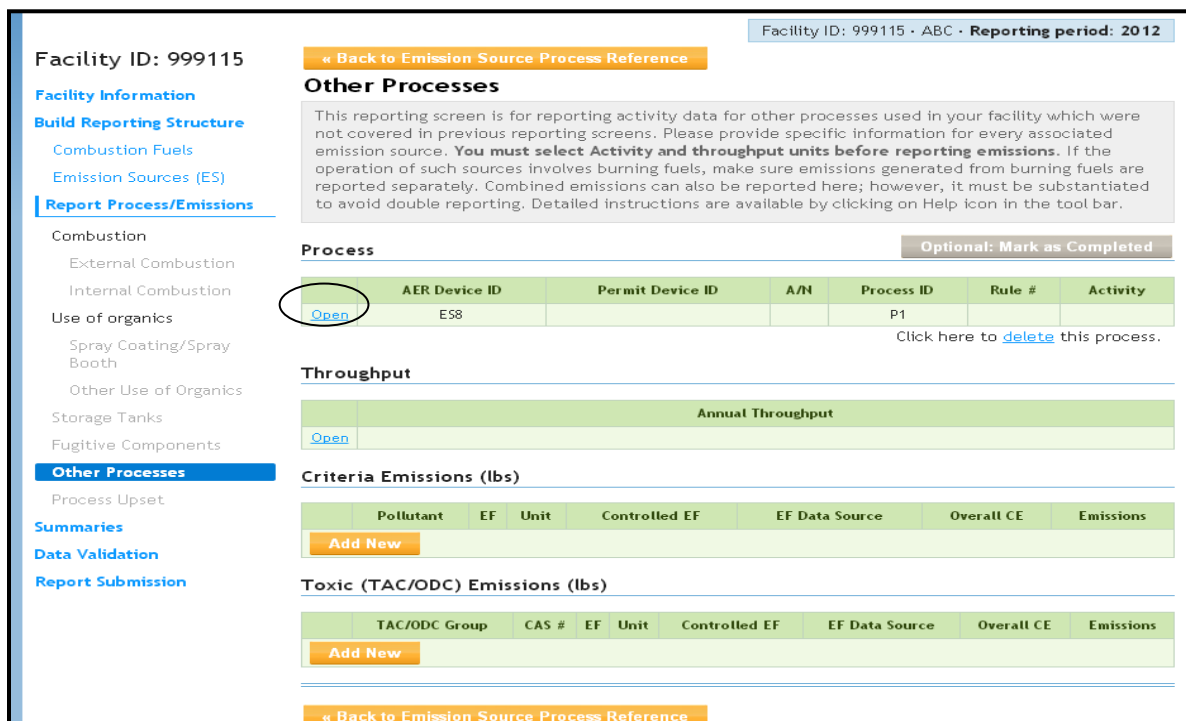 Facility ID: 999115 · ABC · Reporting period: 2012
Facility ID: 999115
Facility Information
Build Reporting Structure
Combustion Fuels
Emission Sources (ES)
Report Process/Emissions
Combustion
External Combustion
Internal Combustion
Use of organics
Spray Coating/Spray
Booth
Other Use of Organics
Storage Tanks
Fugitive Components
Other Processes
Process Upset
Summaries
Data Validation
Report Submission
« Back to Emission Source Process Reference
Other Processes
This reporting screen is for reporting activity data for other processes used in your facility which were
not covered in previous reporting screens. Please provide specific information for every associated
emission source. You must select Activity and throughput units before reporting emissions. If the
operation of such sources involves burning fuels, make sure emissions generated from burning fuels are
reported separately. Combined emissions can also be reported here; however, it must be substantiated
to avoid double reporting. Detailed instructions are available by clicking on Help icon in the tool bar.
Process
Optional: Mark as Completed
AER Device ID Permit Device ID A/N Process ID Rule # Activity
Open ES8 P1
Click here to delete this process.
Throughput
Annual Throughput
Open
Criteria Emissions (lbs)
Pollutant EF Unit Controlled EF EF Data Source Overall CE Emissions
Add New
Toxic (TAC/ODC) Emissions (lbs)
TAC/ODC Group CAS # EF Unit Controlled EF EF Data Source Overall CE Emissions
Add New
« Back to Emission Source Process Reference